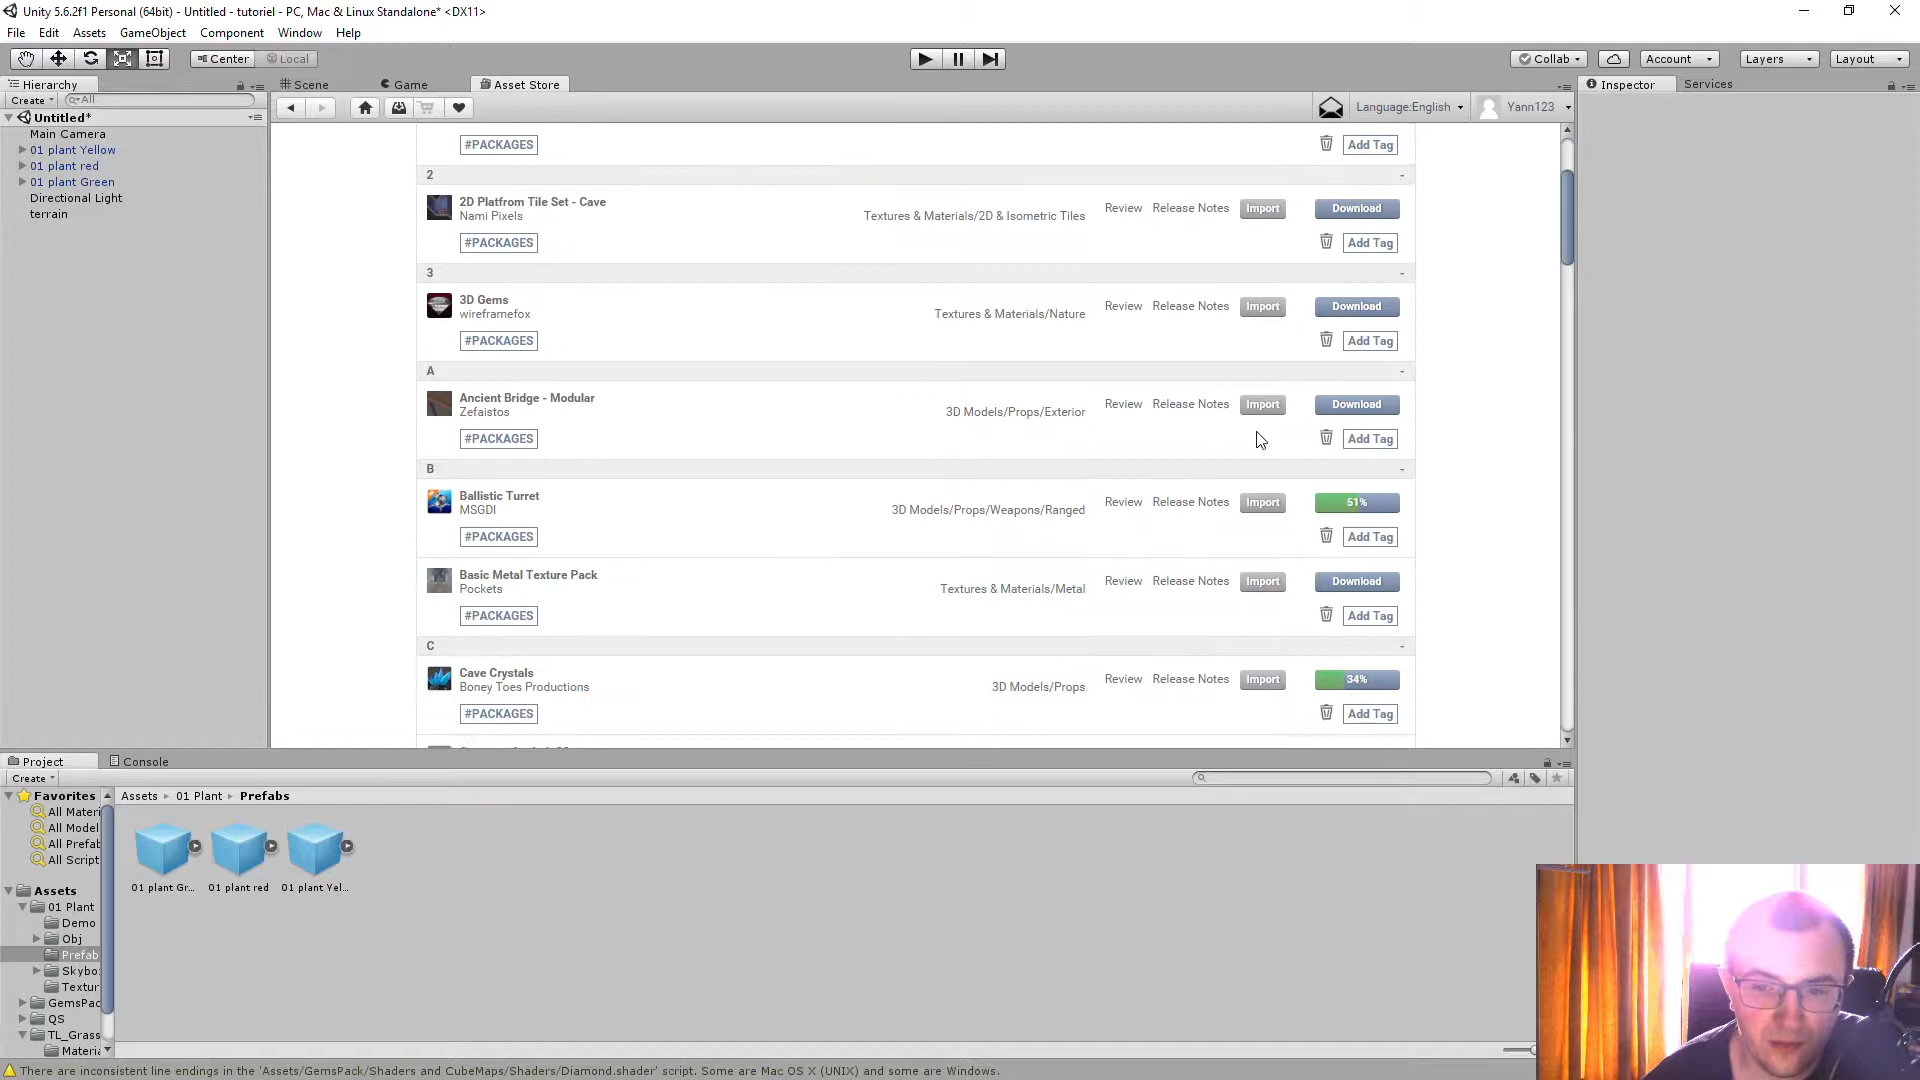 Unity 5.6.2f1 Personal (64bit) - Untitled - tutoriel - PC, Mac & Linux Standalone* <DX11>
File Edit Assets GameObject Component Window Help
Center Local
Collab Account Layers Layout
Hierarchy
Scene Game Asset Store
Inspector Services
Create All
Language:English Yann123
Untitled*
Main Camera
01 plant Yellow
01 plant red
01 plant Green
Directional Light
terrain
#PACKAGES Add Tag
2 -
2D Platfrom Tile Set - Cave
Nami Pixels
Textures & Materials/2D & Isometric Tiles Review Release Notes Import Download
#PACKAGES Add Tag
3 -
3D Gems
wireframefox
Textures & Materials/Nature Review Release Notes Import Download
#PACKAGES Add Tag
A -
Ancient Bridge - Modular
Zefaistos
3D Models/Props/Exterior Review Release Notes Import Download
#PACKAGES Add Tag
B -
Ballistic Turret
MSGDI
3D Models/Props/Weapons/Ranged Review Release Notes Import 51%
#PACKAGES Add Tag
Basic Metal Texture Pack
Pockets
Textures & Materials/Metal Review Release Notes Import Download
#PACKAGES Add Tag
C -
Cave Crystals
Boney Toes Productions
3D Models/Props Review Release Notes Import 34%
#PACKAGES Add Tag
Project Console
Create
Favorites
All Materi
All Model
All Prefab
All Script
Assets
01 Plant
Demo
Obj
Prefab
Skybo
Textur
GemsPac
QS
TL_Grass
Materia
Assets 01 Plant Prefabs
01 plant Gr... 01 plant red 01 plant Yel...
There are inconsistent line endings in the 'Assets/GemsPack/Shaders and CubeMaps/Shaders/Diamond.shader' script. Some are Mac OS X (UNIX) and some are Windows.